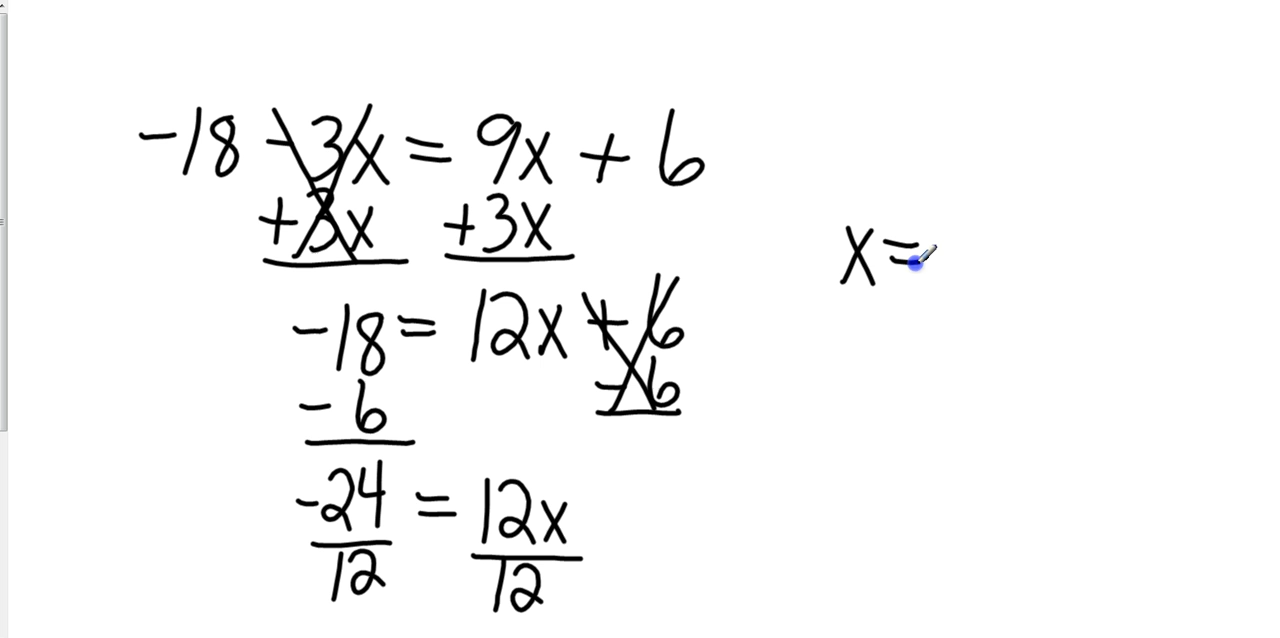 -18 - 3x = 9x + 6
+3x +3x
-18 = 12x + 6
- 6 - 6
-24 = 12x
12 12
x =